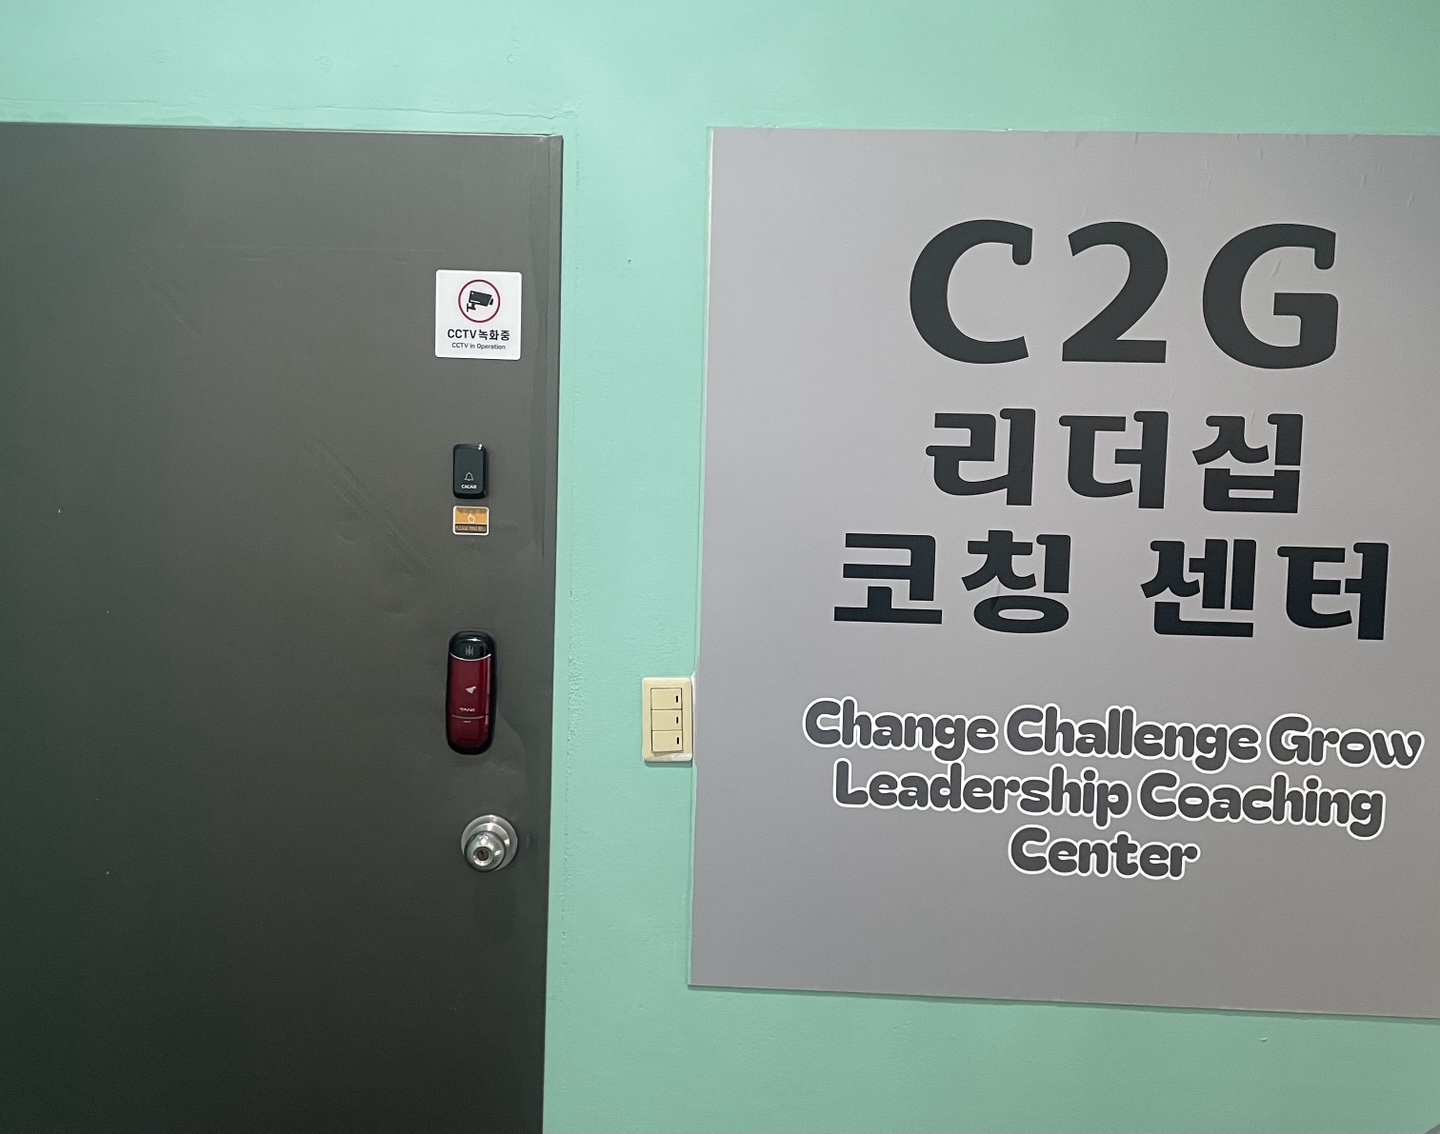 CCTV 녹화중
CCTV in Operation
TANK
C2G
리더십
코칭 센터
Change Challenge Grow
Leadership Coaching
Center